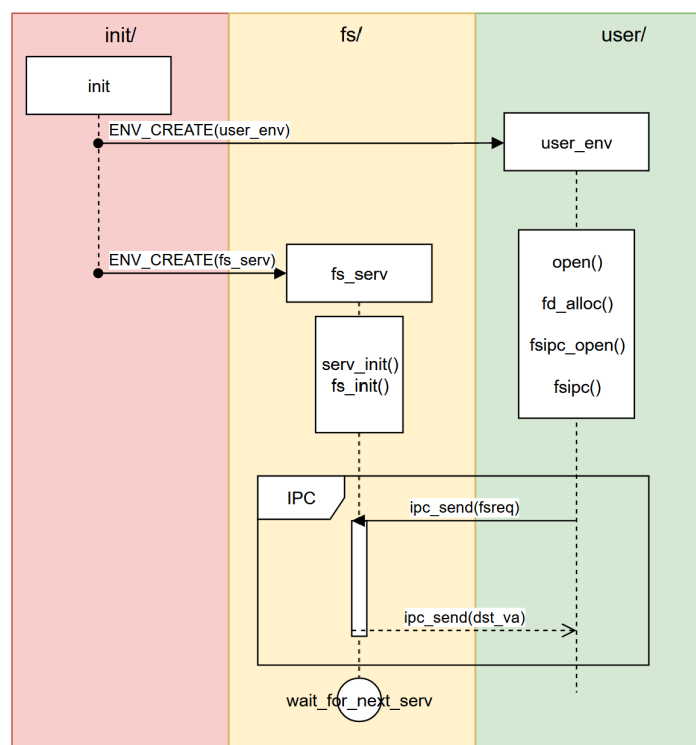 init/
fs/
user/
init
ENV_CREATE(user_env)
user_env
ENV_CREATE(fs_serv)
fs_serv
open()
fd_alloc()
fsipc_open()
fsipc()
serv_init()
fs_init()
IPC
ipc_send(fsreq)
ipc_send(dst_va)
wait_for_next_serv